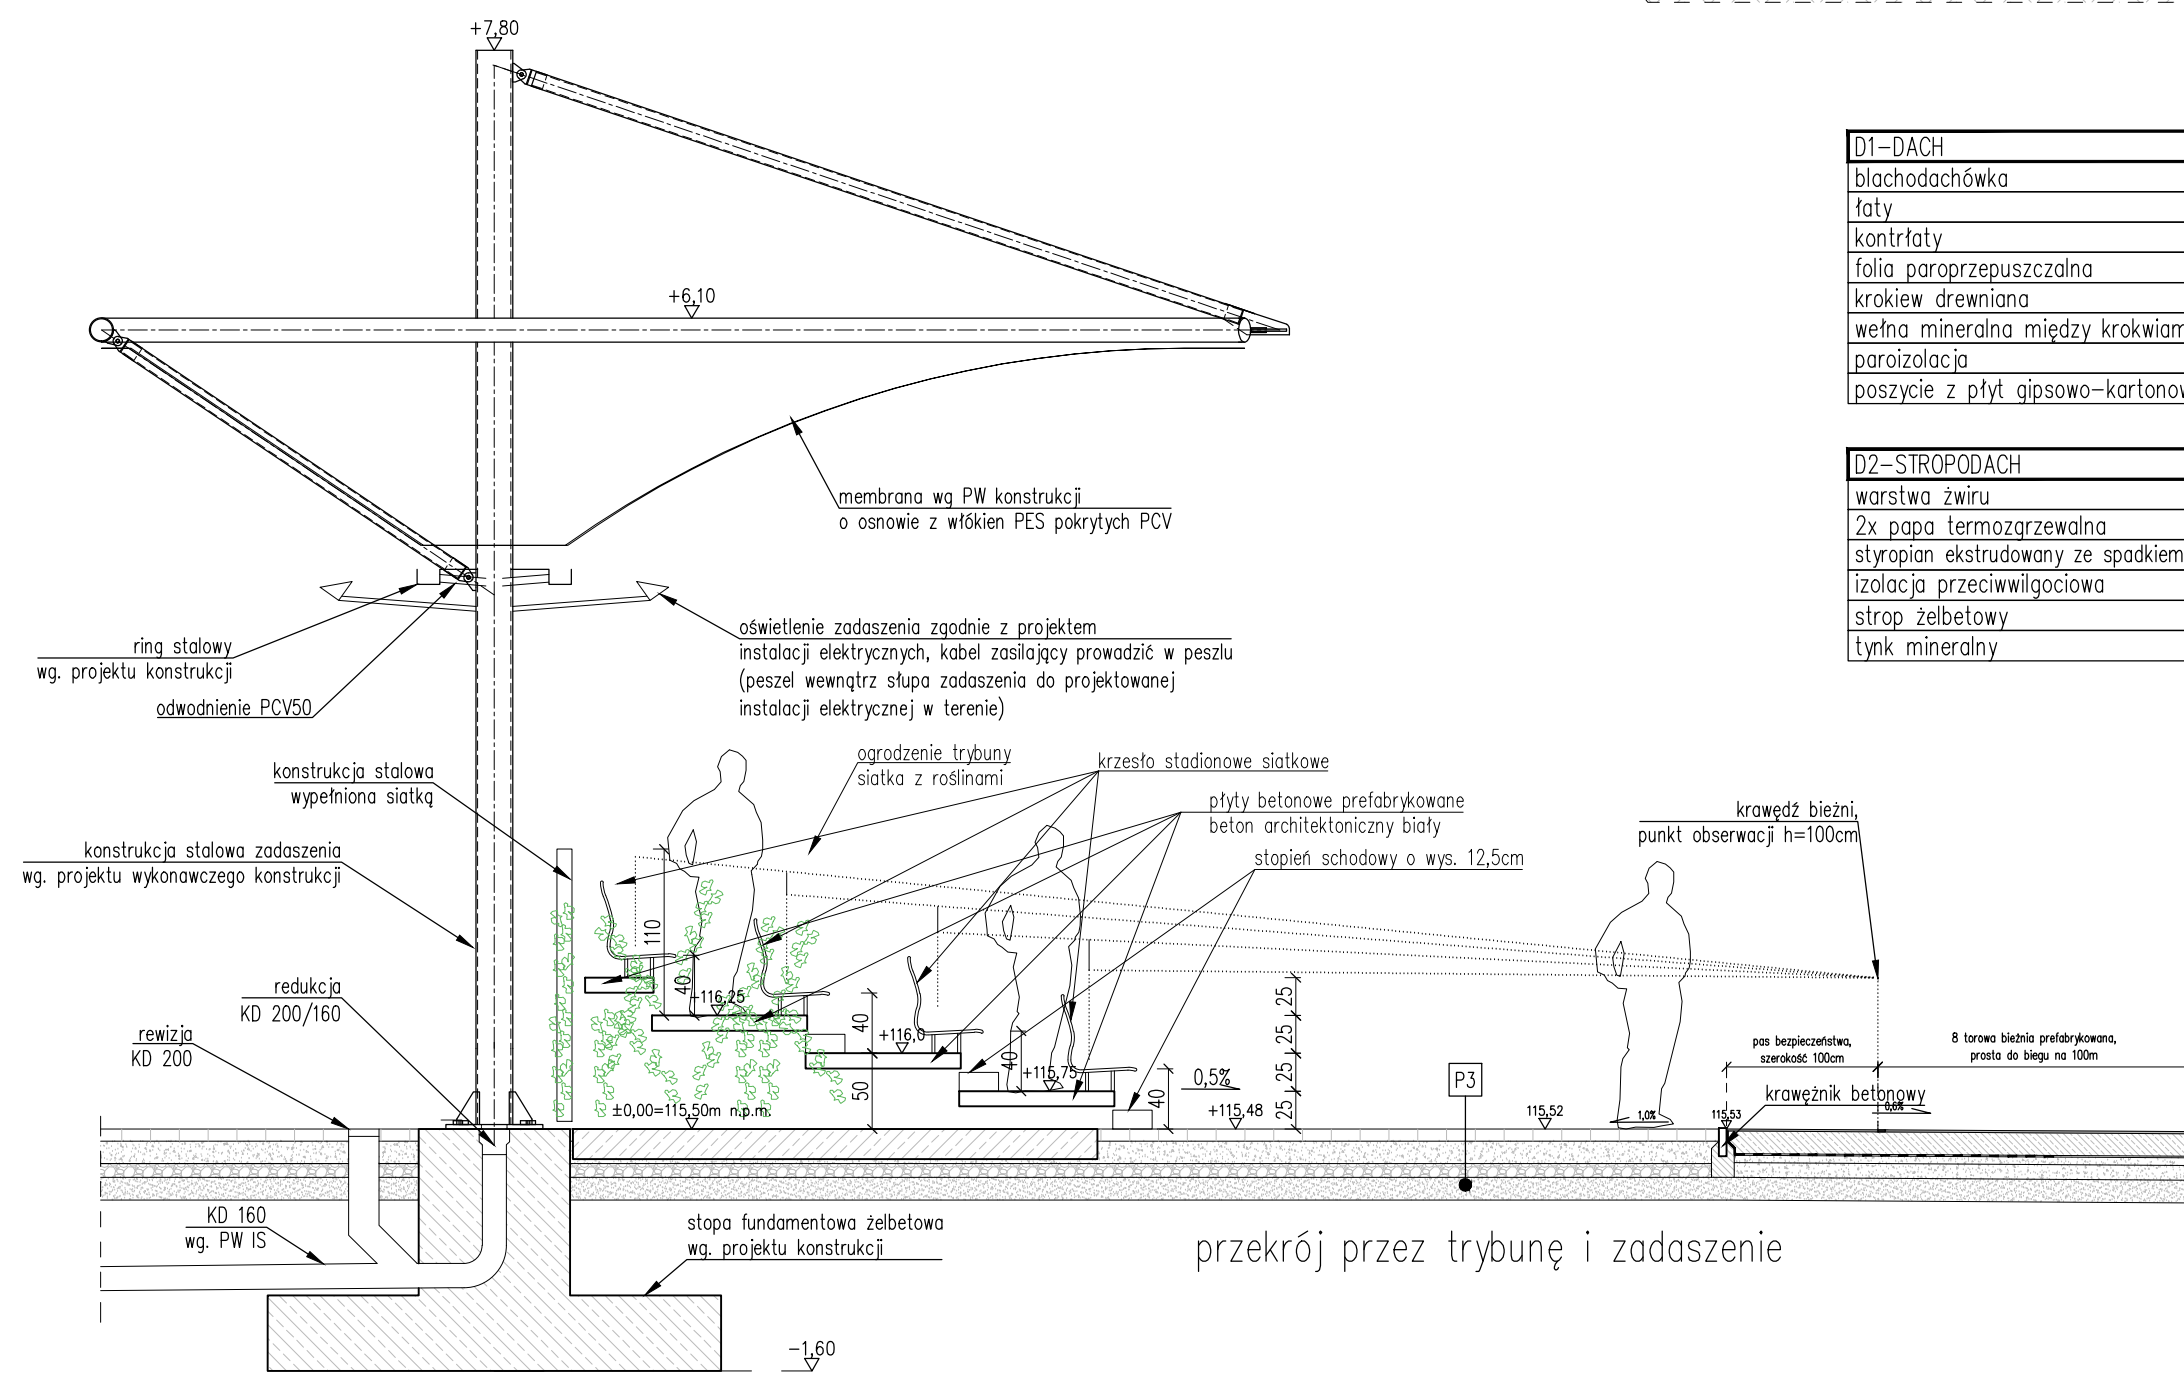 +7,80
+6,10
membrana wg PW konstrukcji
o osnowie z włókien PES pokrytych PCV
ring stalowy
wg. projektu konstrukcji
odwodnienie PCV50
oświetlenie zadaszenia zgodnie z projektem
instalacji elektrycznych, kabel zasilający prowadzić w peszlu
(peszel wewnątrz słupa zadaszenia do projektowanej
instalacji elektrycznej w terenie)
konstrukcja stalowa
wypełniona siatką
ogrodzenie trybuny
siatka z roślinami
krzesło stadionowe siatkowe
płyty betonowe prefabrykowane
beton architektoniczny biały
stopień schodowy o wys. 12,5cm
krawędź bieżni,
punkt obserwacji h=100cm
konstrukcja stalowa zadaszenia
wg. projektu wykonawczego konstrukcji
redukcja
KD 200/160
rewizja
KD 200
110
40
+116,25
40
+116,0
50
40
+115,75
40
0,5%
25
25
25
25
±0,00=115,50m n.p.m.
+115,48
115,52
P3
1,0%
115,53
pas bezpieczeństwa,
szerokość 100cm
8 torowa bieżnia prefabrykowana,
prosta do biegu na 100m
krawężnik betonowy
0,6%
KD 160
wg. PW IS
stopa fundamentowa żelbetowa
wg. projektu konstrukcji
-1,60
przekrój przez trybunę i zadaszenie
D1-DACH
blachodachówka
łaty
kontrłaty
folia paroprzepuszczalna
krokiew drewniana
wełna mineralna między krokwiam
paroizolacja
poszycie z płyt gipsowo-kartonow
D2-STROPODACH
warstwa żwiru
2x papa termozgrzewalna
styropian ekstrudowany ze spadkiem
izolacja przeciwwilgociowa
strop żelbetowy
tynk mineralny